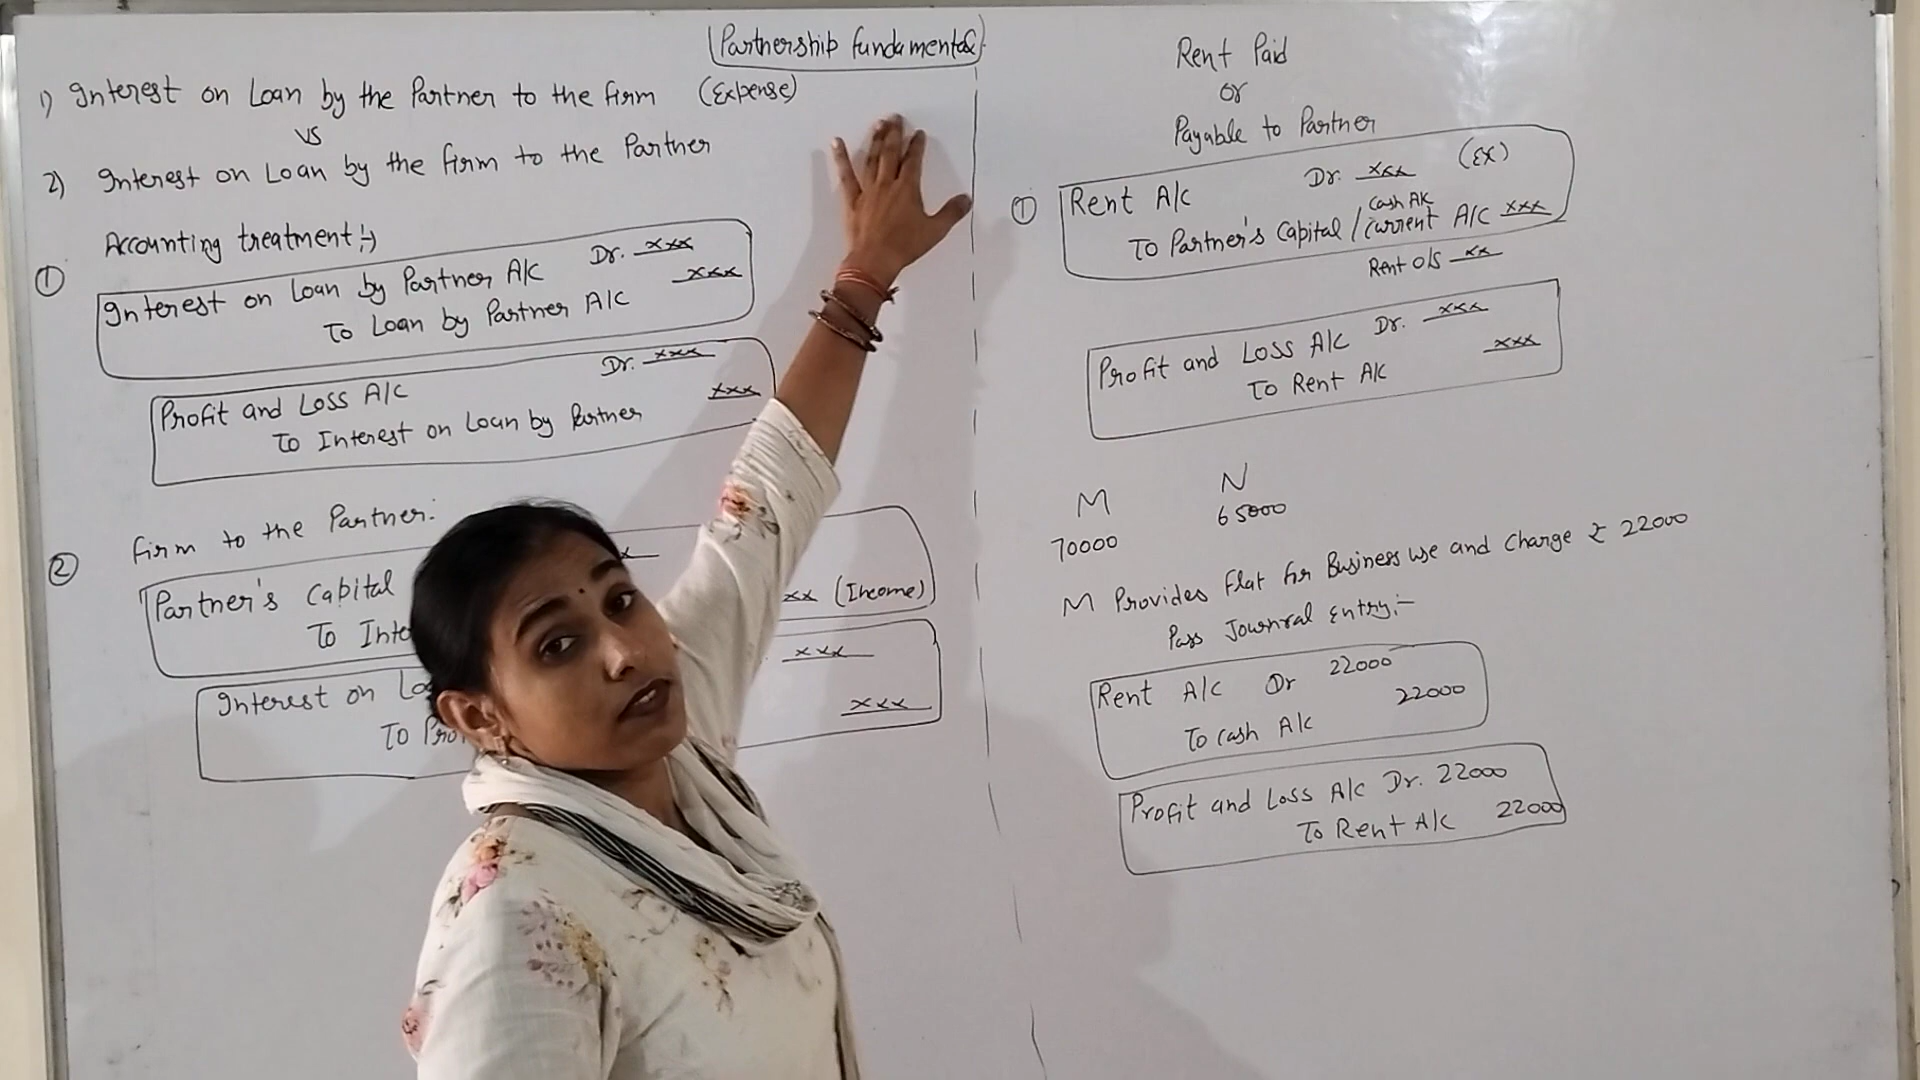 Partnership fundamental
1) Interest on Loan by the Partner to the firm (Expense)
VS
2) Interest on Loan by the firm to the Partner
Accounting treatment:-)
① Interest on Loan by Partner A/c Dr. xxx
To Loan by Partner A/c xxx
Profit and Loss A/c Dr. xxx
To Interest on Loan by Partner xxx
② firm to the Partner:
Partner's capital
To Inte xx (Income)
Interest on Lo xxx
To Pro xxx
Rent Paid
or
Payable to Partner
① Rent A/c Dr. xxx (Ex)
Cash A/c
To Partner's Capital / Current A/c xxx
Rent O/S xx
Profit and Loss A/c Dr. xxx
To Rent A/c xxx
M N
70000 65000
M Provides Flat for Business use and charge ₹ 22000
Pass Journral Entry:-
Rent A/c Dr 22000
To cash A/c 22000
Profit and Loss A/c Dr. 22000
To Rent A/c 22000